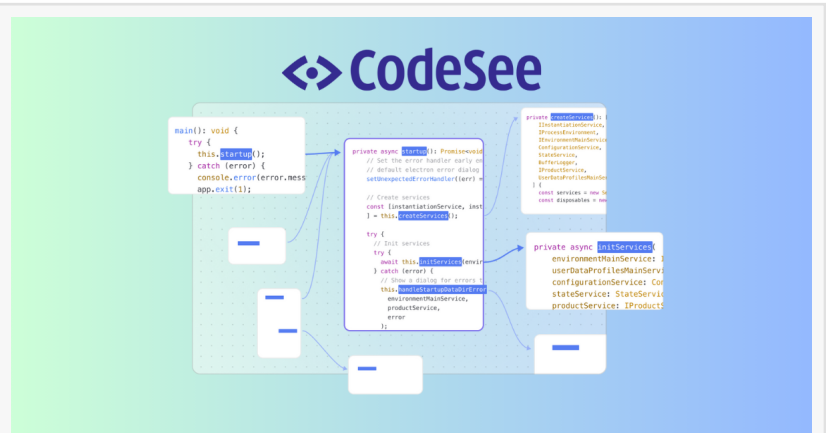 CodeSee
main(): void {
try {
this.startup();
} catch (error) {
console.error(error.mess
app.exit(1);
private async startup(): Promise<void
// Set the error handler early en
// default electron error dialog
setUnexpectedErrorHandler((err) =
// Create services
const [instantiationService, inst
] = this.createServices();
try {
// Init services
try {
await this.initServices(envir
} catch (error) {
// Show a dialog for errors t
this.handleStartupDataDirError
environmentMainService,
productService,
error
);
private createServices():
IInstantiationService,
IProcessEnvironment,
IEnvironmentMainService
ConfigurationService,
StateService,
BufferLogger,
IProductService,
UserDataProfilesMainSer
] {
const services = new Se
const disposables = new
private async initServices(
environmentMainService: I
userDataProfilesMainServi
configurationService: Con
stateService: StateServic
productService: IProductS